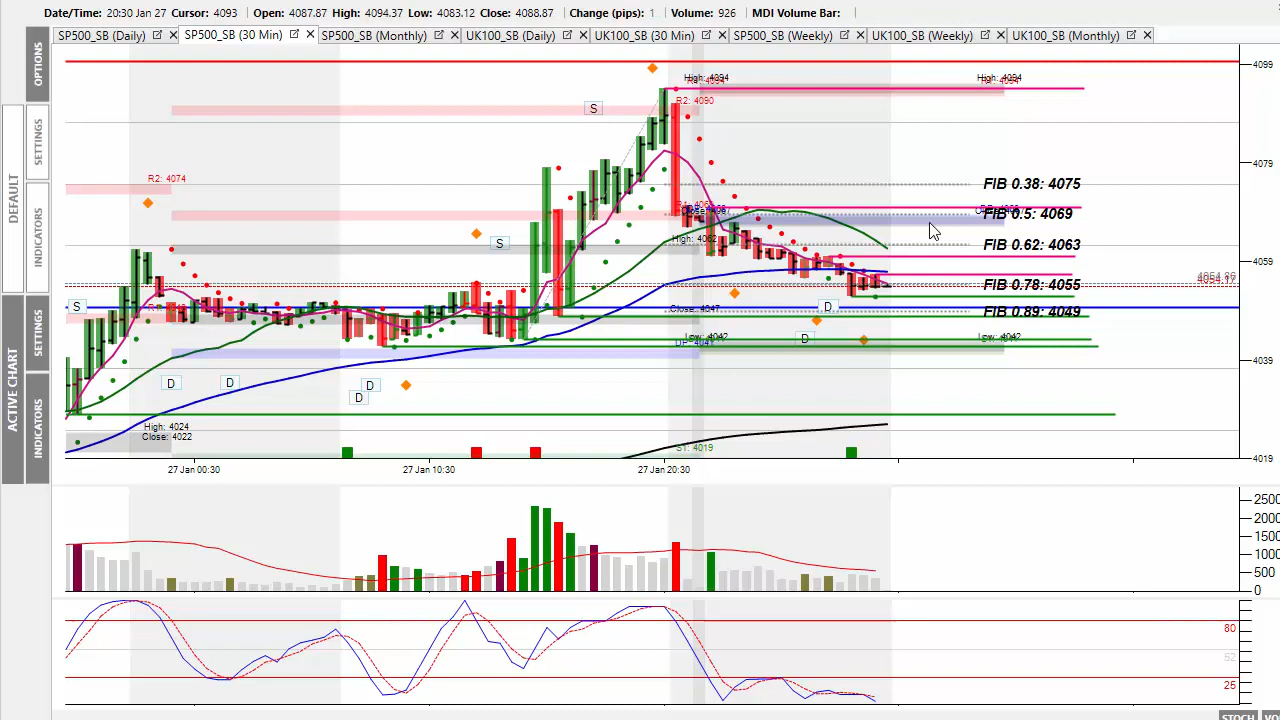 Date/Time: 20:30 Jan 27 Cursor: 4093 Open: 4087.87 High: 4094.37 Low: 4083.12 Close: 4088.87 Change (pips): 1 Volume: 926 MDI Volume Bar:
SP500_SB (Daily) SP500_SB (30 Min) SP500_SB (Monthly) UK100_SB (Daily) UK100_SB (30 Min) SP500_SB (Weekly) UK100_SB (Weekly) UK100_SB (Monthly)
OPTIONS
SETTINGS
INDICATORS
DEFAULT
SETTINGS
INDICATORS
ACTIVE CHART
4099
High: 4094
High: 4094
R2: 4090
S
4079
R2: 4074
FIB 0.38: 4075
FIB 0.5: 4069
S
High: 4062
FIB 0.62: 4063
4059
FIB 0.78: 4055
S
D
Close: 4047
FIB 0.89: 4049
D
Low: 4042
Low: 4042
4039
D
D
D
D
High: 4024
Close: 4022
S1: 4019
4019
27 Jan 00:30
27 Jan 10:30
27 Jan 20:30
2500
2000
1500
1000
500
0
80
52
25
STOCH